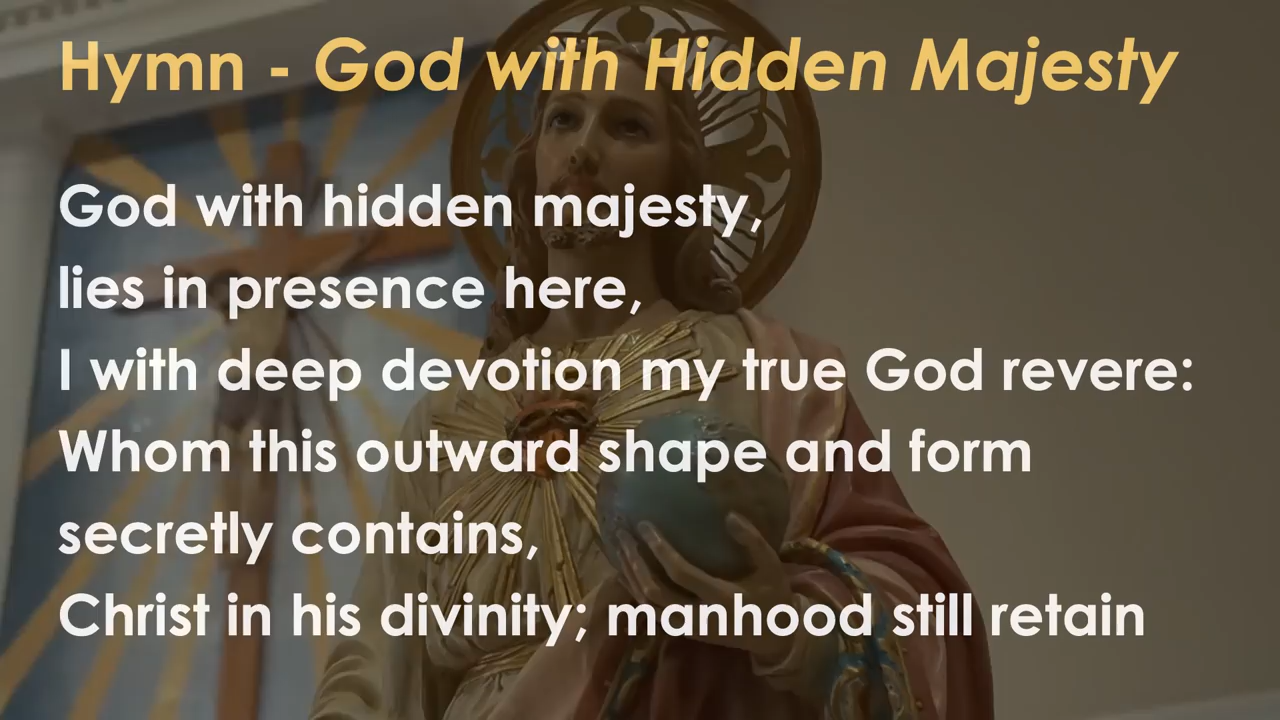 Hymn - God with Hidden Majesty
God with hidden majesty,
lies in presence here,
I with deep devotion my true God revere:
Whom this outward shape and form
secretly contains,
Christ in his divinity; manhood still retain